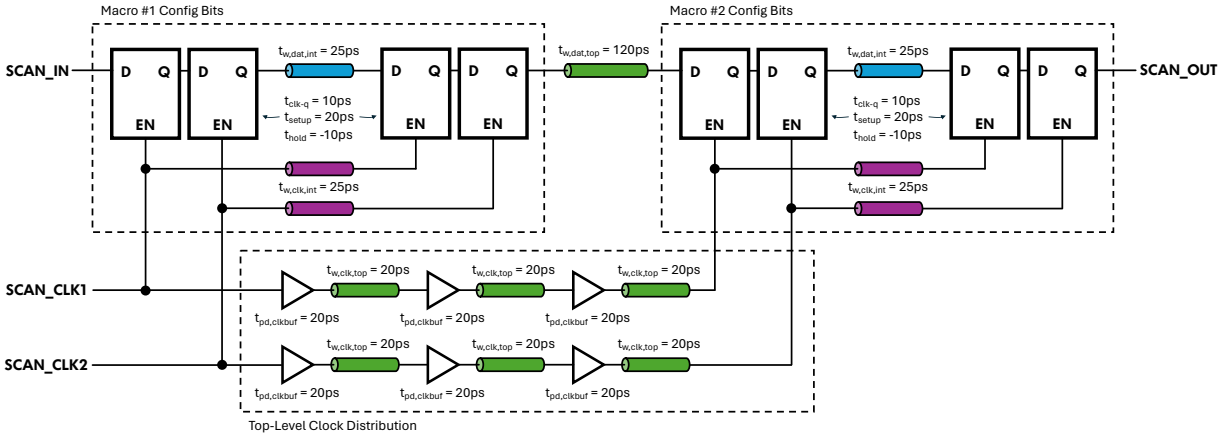 Macro #1 Config Bits
Macro #2 Config Bits
SCAN_IN
D Q
EN
D Q
EN
t_w,dat,int = 25ps
t_clk-q = 10ps
t_setup = 20ps
t_hold = -10ps
D Q
EN
D Q
EN
t_w,clk,int = 25ps
t_w,dat,top = 120ps
D Q
EN
D Q
EN
t_w,dat,int = 25ps
t_clk-q = 10ps
t_setup = 20ps
t_hold = -10ps
D Q
EN
D Q
EN
t_w,clk,int = 25ps
SCAN_OUT
SCAN_CLK1
t_w,clk,top = 20ps
t_w,clk,top = 20ps
t_w,clk,top = 20ps
t_pd,clkbuf = 20ps
t_pd,clkbuf = 20ps
t_pd,clkbuf = 20ps
SCAN_CLK2
t_w,clk,top = 20ps
t_w,clk,top = 20ps
t_w,clk,top = 20ps
t_pd,clkbuf = 20ps
t_pd,clkbuf = 20ps
t_pd,clkbuf = 20ps
Top-Level Clock Distribution